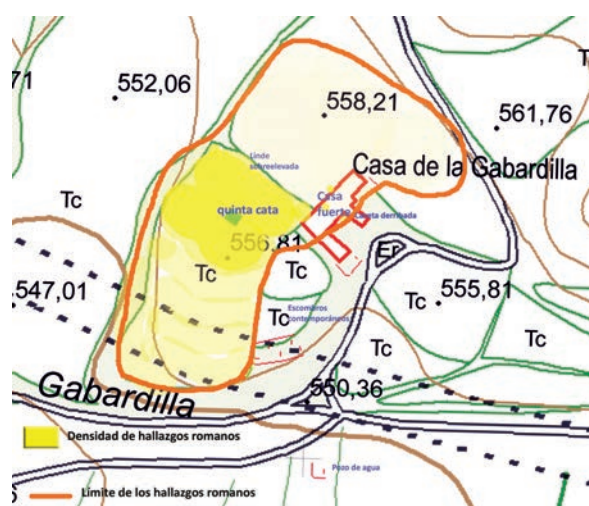 71
552,06
558,21
561,76
T
Linde
sobreelevada
Casa de la Gabardilla
Tc
quinta cata
Casa
fuerte
Caseta derribada
556,81
Er
Tc
Tc
547,01
555,81
Escombros
contemporáneos
Tc
Tc
Tc
Gabardilla
550,36
Densidad de hallazgos romanos
Pozo de agua
Límite de los hallazgos romanos